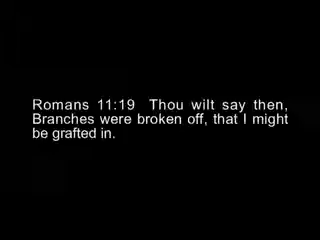 Romans 11:19 Thou wilt say then,
Branches were broken off, that I might
be grafted in.